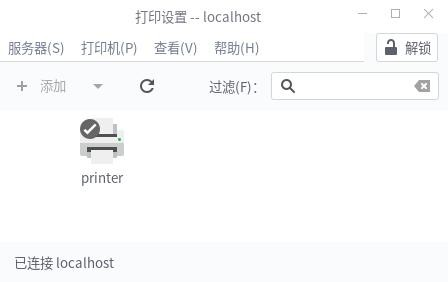 打印设置 -- localhost
服务器(S) 打印机(P) 查看(V) 帮助(H) 解锁
添加 过滤(F)：
printer
已连接 localhost